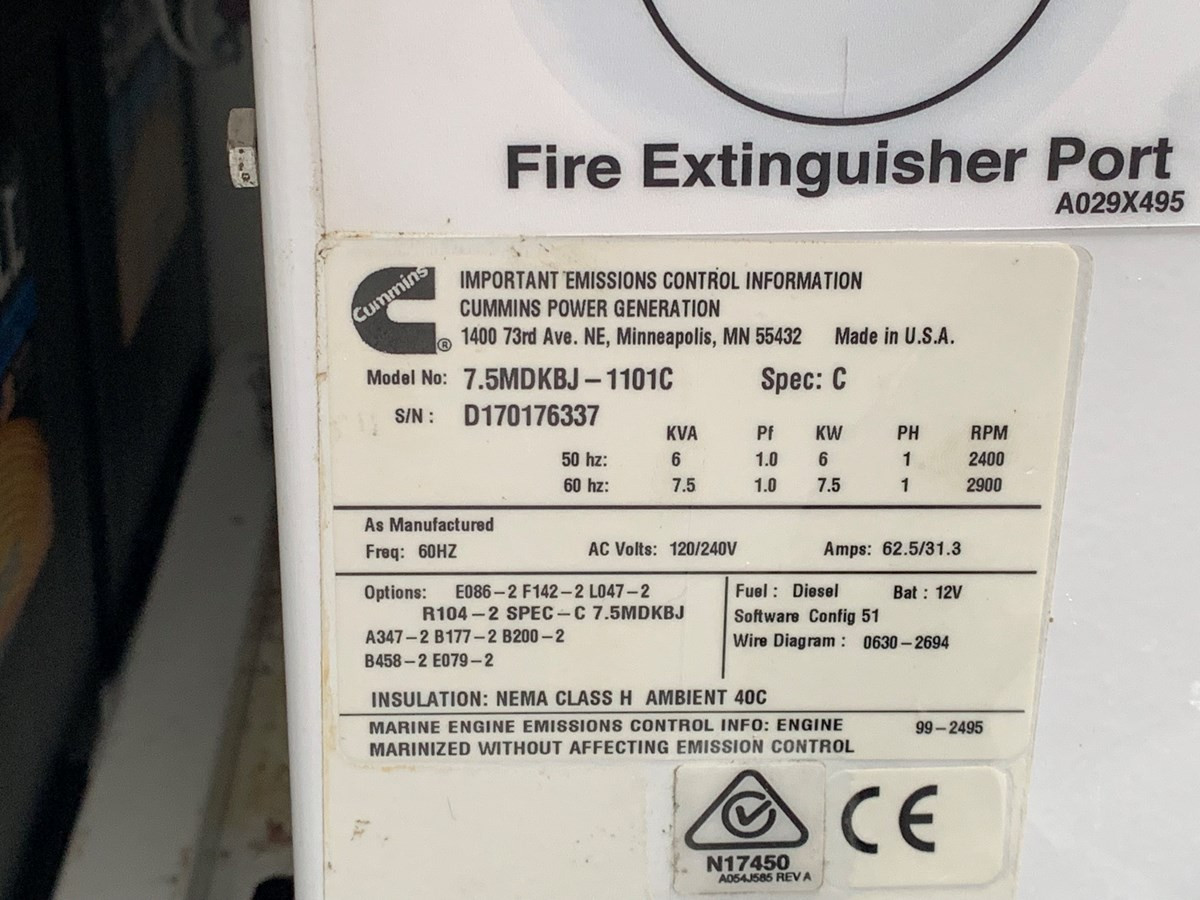 Fire Extinguisher Port
A029X495
Cummins
®
IMPORTANT EMISSIONS CONTROL INFORMATION
CUMMINS POWER GENERATION
1400 73rd Ave. NE, Minneapolis, MN 55432 Made in U.S.A.
Model No: 7.5MDKBJ – 1101C Spec: C
S/N : D170176337
KVA Pf KW PH RPM
50 hz: 6 1.0 6 1 2400
60 hz: 7.5 1.0 7.5 1 2900
As Manufactured
Freq: 60HZ AC Volts: 120/240V Amps: 62.5/31.3
Options: E086–2 F142–2 L047–2
R104–2 SPEC–C 7.5MDKBJ
A347–2 B177–2 B200–2
B458–2 E079–2
Fuel : Diesel Bat : 12V
Software Config 51
Wire Diagram : 0630–2694
INSULATION: NEMA CLASS H AMBIENT 40C
MARINE ENGINE EMISSIONS CONTROL INFO: ENGINE 99–2495
MARINIZED WITHOUT AFFECTING EMISSION CONTROL
N17450
A054J585 REV A
CE